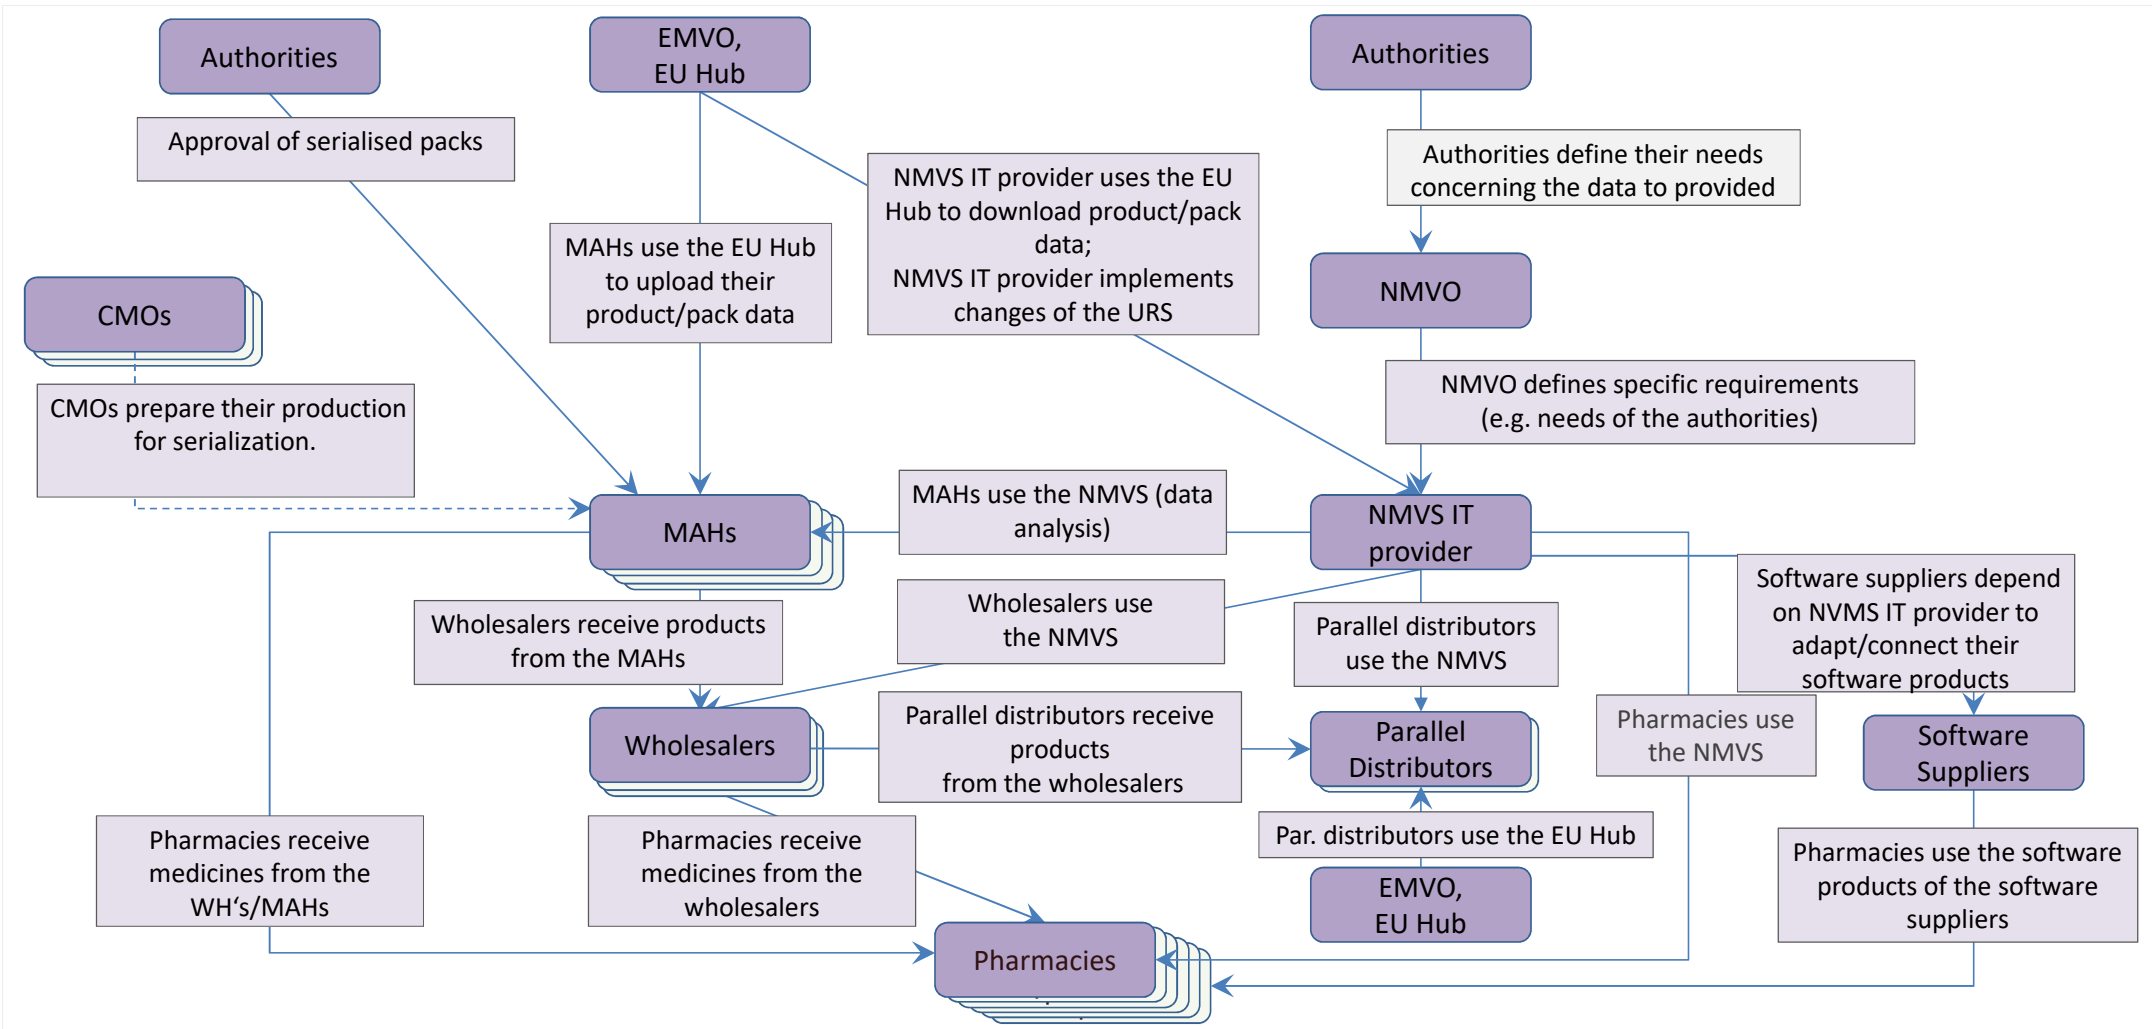 Authorities
EMVO,
EU Hub
Authorities
Approval of serialised packs
Authorities define their needs
concerning the data to provided
NMVS IT provider uses the EU
Hub to download product/pack
data;
NMVS IT provider implements
changes of the URS
MAHs use the EU Hub
to upload their
product/pack data
CMOs
NMVO
CMOs prepare their production
for serialization.
NMVO defines specific requirements
(e.g. needs of the authorities)
MAHs
MAHs use the NMVS (data
analysis)
NMVS IT
provider
Wholesalers receive products
from the MAHs
Wholesalers use
the NMVS
Parallel distributors
use the NMVS
Software suppliers depend
on NVMS IT provider to
adapt/connect their
software products
Wholesalers
Parallel distributors receive
products
from the wholesalers
Parallel
Distributors
Pharmacies use
the NMVS
Software
Suppliers
Pharmacies receive
medicines from the
WH‘s/MAHs
Pharmacies receive
medicines from the
wholesalers
Par. distributors use the EU Hub
EMVO,
EU Hub
Pharmacies use the software
products of the software
suppliers
Pharmacies